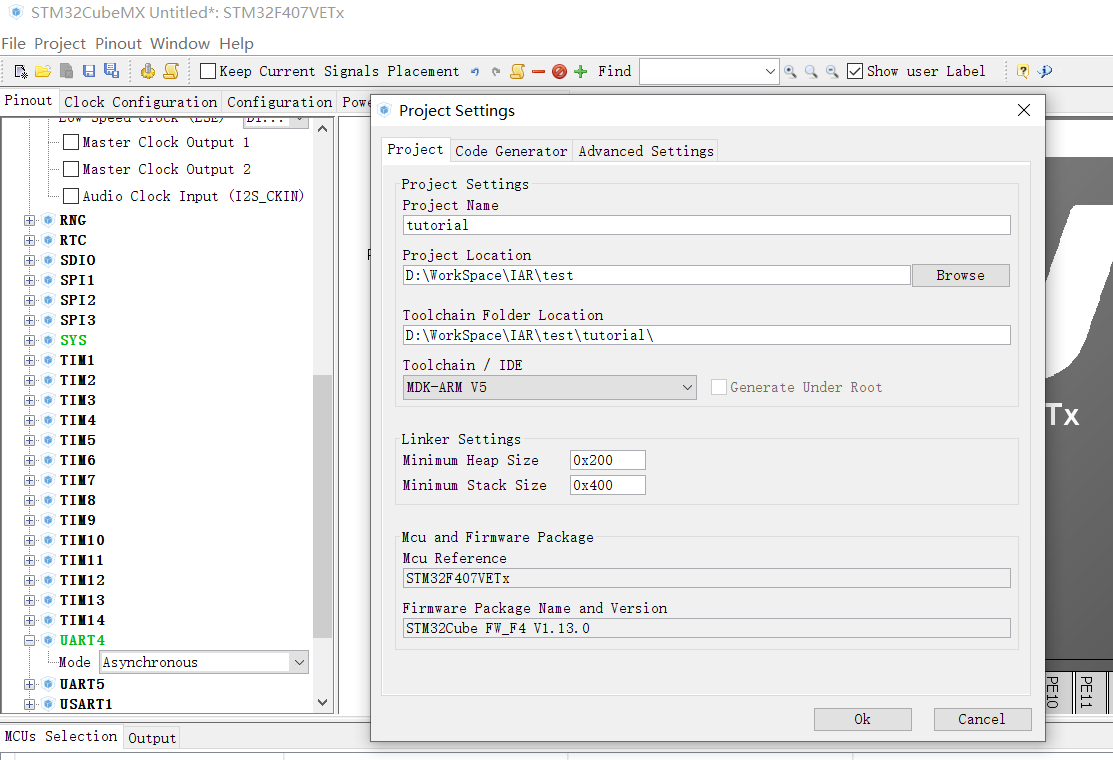 STM32CubeMX Untitled*: STM32F407VETx
File Project Pinout Window Help
Keep Current Signals Placement Find Show user Label
Pinout Clock Configuration Configuration
Project Settings
Low Speed Clock (LSE)
Master Clock Output 1
Master Clock Output 2
Audio Clock Input (I2S_CKIN)
RNG
RTC
SDIO
SPI1
SPI2
SPI3
SYS
TIM1
TIM2
TIM3
TIM4
TIM5
TIM6
TIM7
TIM8
TIM9
TIM10
TIM11
TIM12
TIM13
TIM14
UART4
Mode Asynchronous
UART5
USART1
MCUs Selection Output
Project Code Generator Advanced Settings
Project Settings
Project Name
tutorial
Project Location
D:\WorkSpace\IAR\test Browse
Toolchain Folder Location
D:\WorkSpace\IAR\test\tutorial\
Toolchain / IDE
MDK-ARM V5 Generate Under Root
Linker Settings
Minimum Heap Size 0x200
Minimum Stack Size 0x400
Mcu and Firmware Package
Mcu Reference
STM32F407VETx
Firmware Package Name and Version
STM32Cube FW_F4 V1.13.0
Ok Cancel
Tx
PE10
PE11